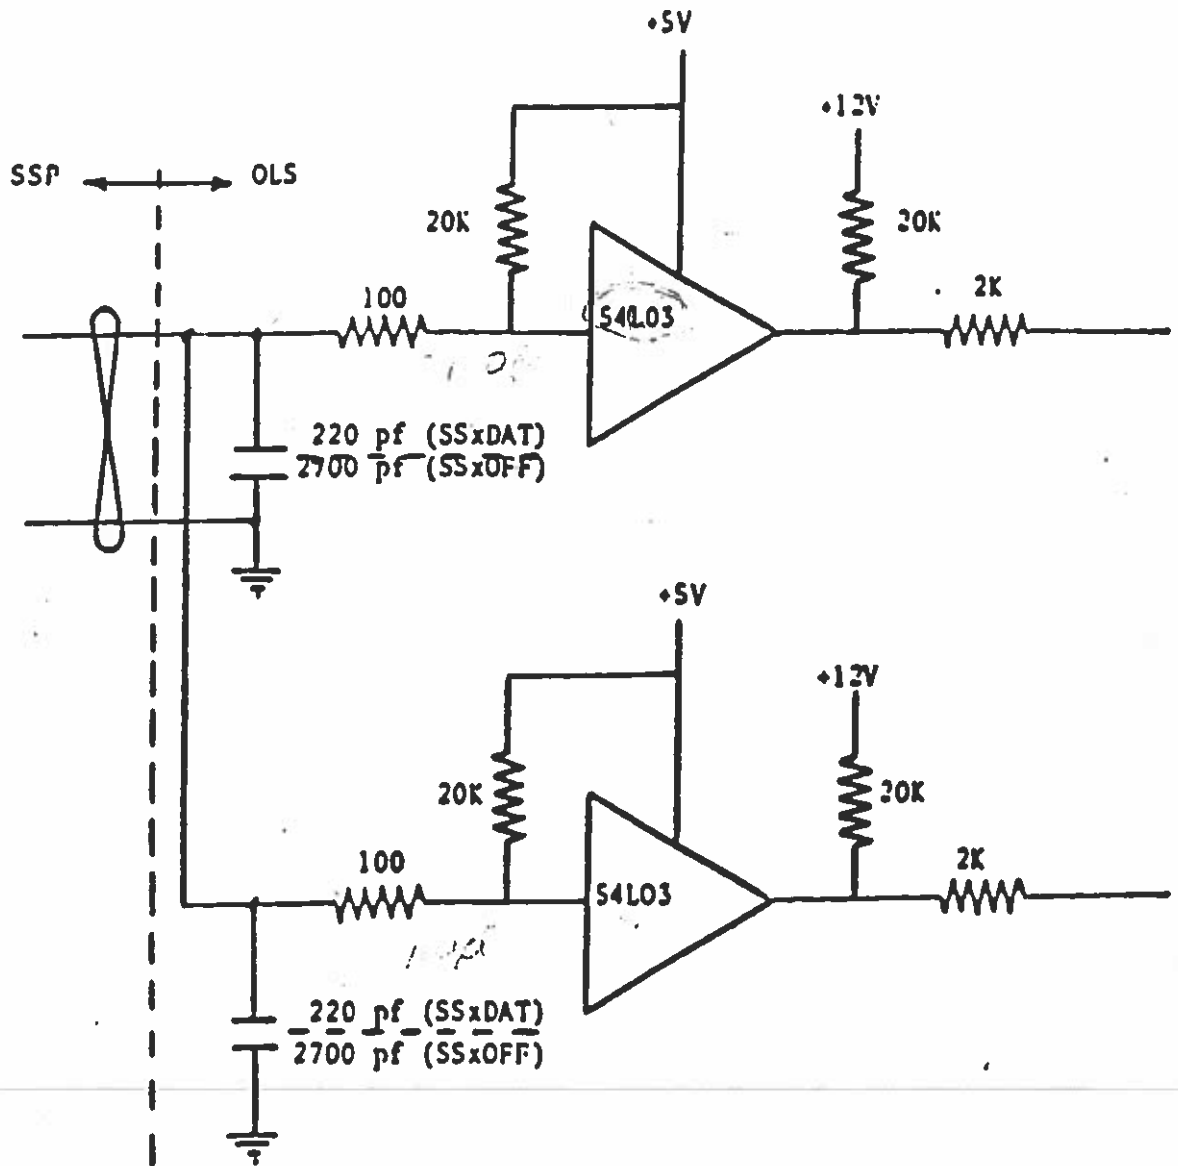 +5V
+12V
SSP OLS
20K
20K
100
54L03
2K
220 pf (SSxDAT)
2700 pf (SSxOFF)
+5V
+12V
20K
20K
100
54L03
2K
220 pf (SSxDAT)
2700 pf (SSxOFF)